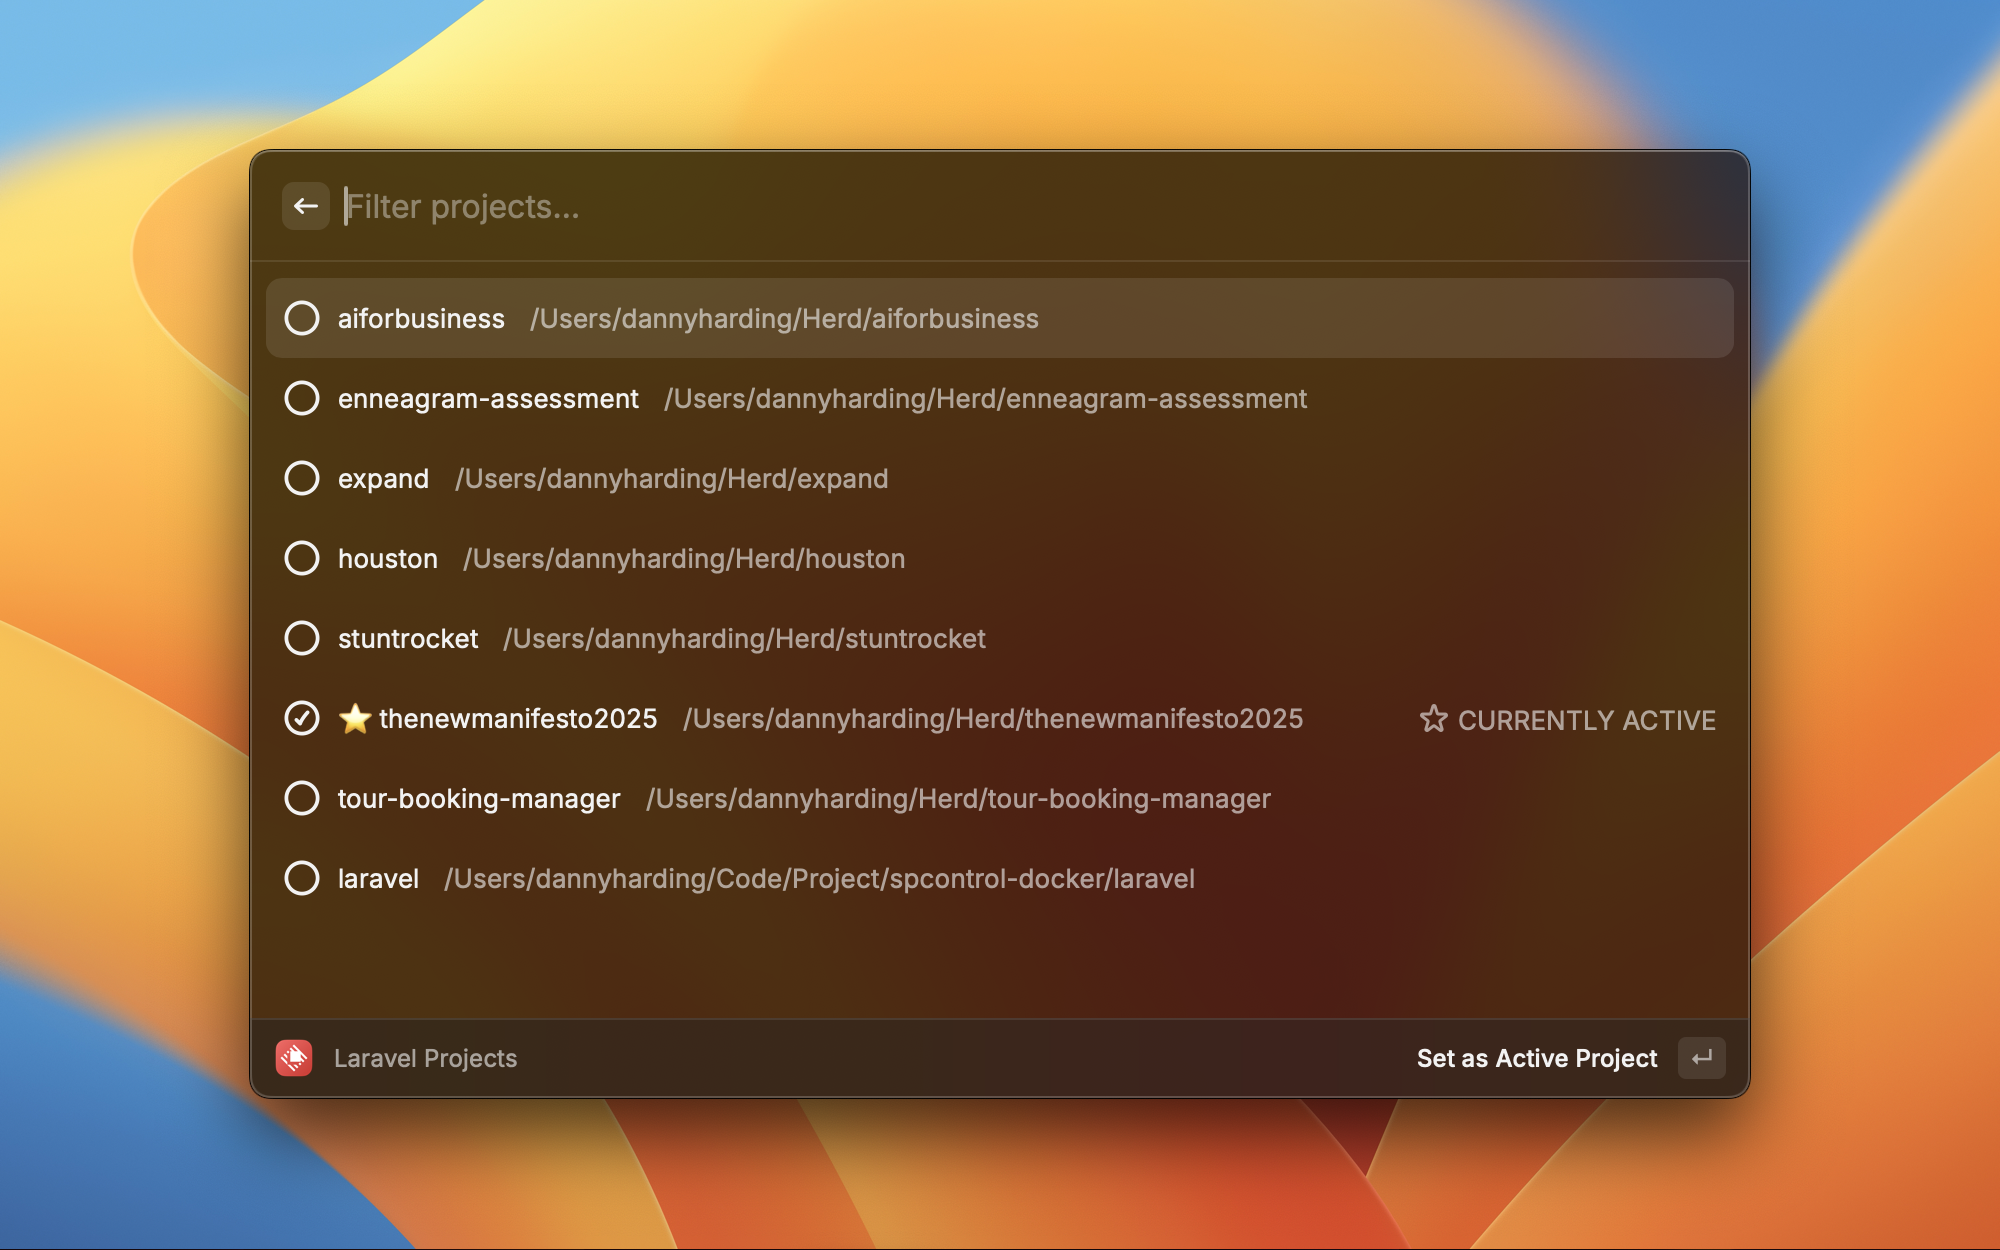 Filter projects...
aiforbusiness /Users/dannyharding/Herd/aiforbusiness
enneagram-assessment /Users/dannyharding/Herd/enneagram-assessment
expand /Users/dannyharding/Herd/expand
houston /Users/dannyharding/Herd/houston
stuntrocket /Users/dannyharding/Herd/stuntrocket
⭐ thenewmanifesto2025 /Users/dannyharding/Herd/thenewmanifesto2025 CURRENTLY ACTIVE
tour-booking-manager /Users/dannyharding/Herd/tour-booking-manager
laravel /Users/dannyharding/Code/Project/spcontrol-docker/laravel
Laravel Projects Set as Active Project